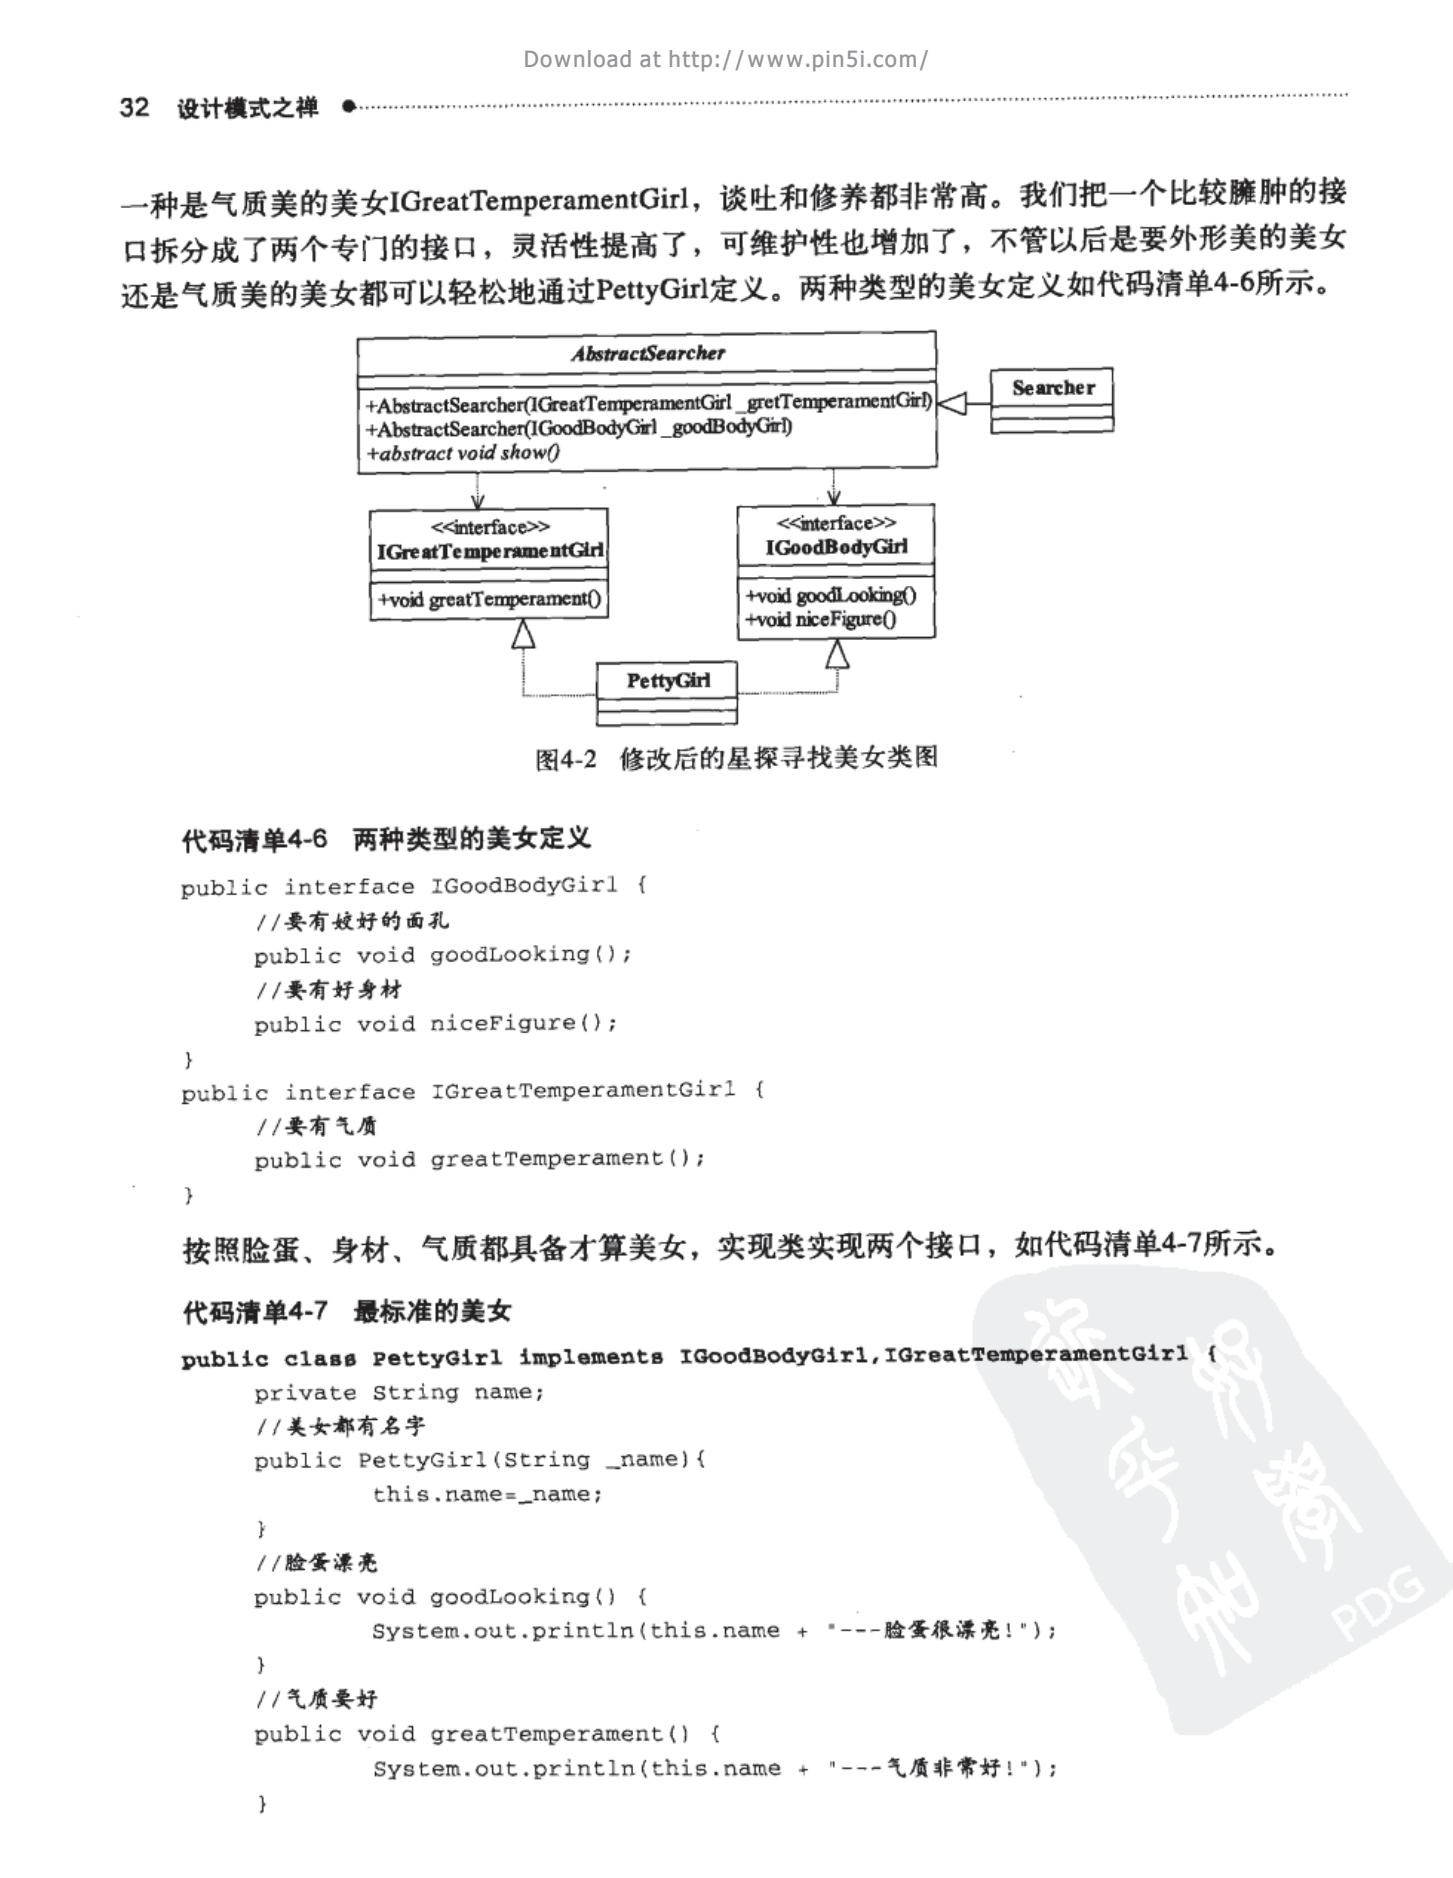 Download at http://www.pin5i.com/
32 设计模式之禅
一种是气质美的美女IGreatTemperamentGirl，谈吐和修养都非常高。我们把一个比较臃肿的接
口拆分成了两个专门的接口，灵活性提高了，可维护性也增加了，不管以后是要外形美的美女
还是气质美的美女都可以轻松地通过PettyGirl定义。两种类型的美女定义如代码清单4-6所示。
AbstractSearcher
+AbstractSearcher(IGreatTemperamentGirl _gretTemperamentGirl)
+AbstractSearcher(IGoodBodyGirl _goodBodyGirl)
+abstract void show()
Searcher
<<interface>>
IGreatTemperamentGirl
+void greatTemperament()
<<interface>>
IGoodBodyGirl
+void goodLooking()
+void niceFigure()
PettyGirl
图4-2 修改后的星探寻找美女类图
代码清单4-6 两种类型的美女定义
public interface IGoodBodyGirl {
//要有姣好的面孔
public void goodLooking();
//要有好身材
public void niceFigure();
}
public interface IGreatTemperamentGirl {
//要有气质
public void greatTemperament();
}
按照脸蛋、身材、气质都具备才算美女，实现类实现两个接口，如代码清单4-7所示。
代码清单4-7 最标准的美女
public class PettyGirl implements IGoodBodyGirl,IGreatTemperamentGirl {
private String name;
//美女都有名字
public PettyGirl(String _name){
this.name=_name;
}
//脸蛋漂亮
public void goodLooking() {
System.out.println(this.name + "---脸蛋很漂亮!");
}
//气质要好
public void greatTemperament() {
System.out.println(this.name + "---气质非常好!");
}
PDG